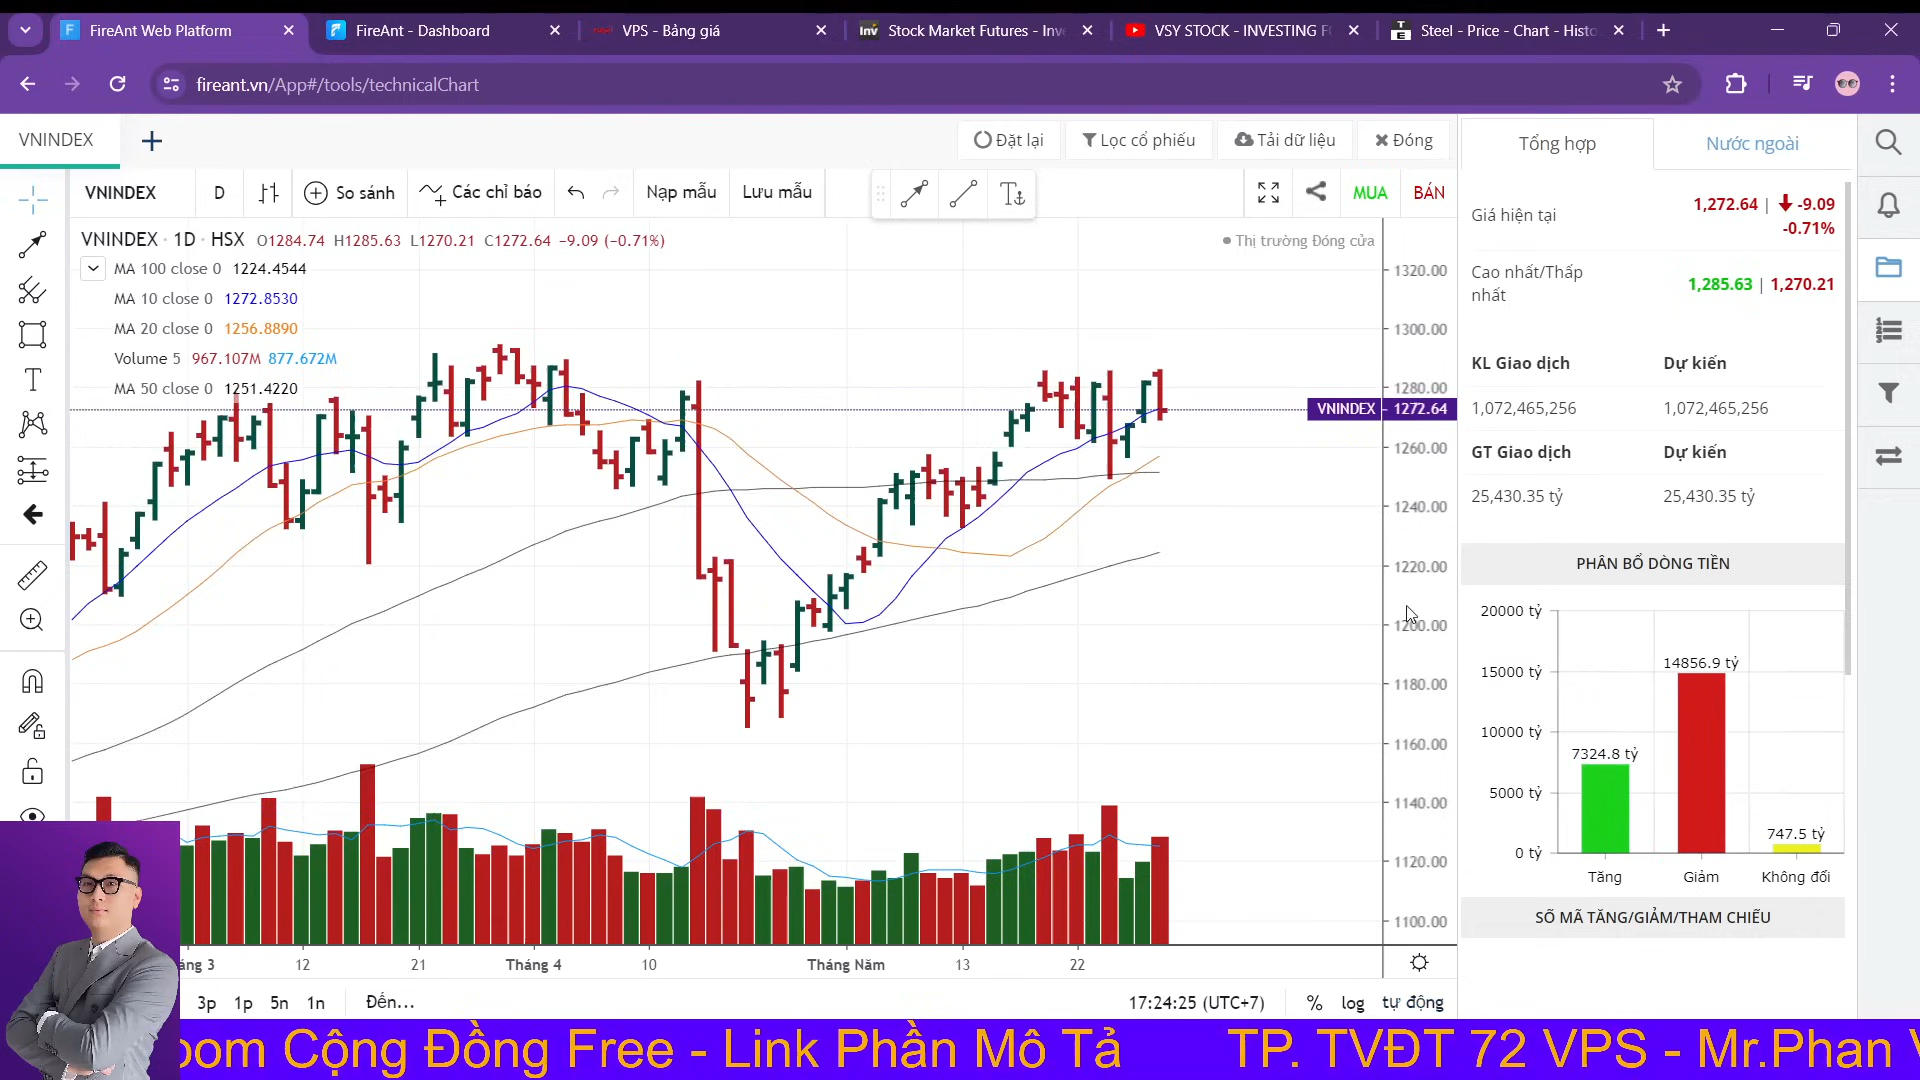 FireAnt Web Platform
FireAnt - Dashboard
VPS - Bảng giá
Stock Market Futures - Inve
VSY STOCK - INVESTING F
Steel - Price - Chart - Histo
fireant.vn/App#/tools/technicalChart
VNINDEX
Đặt lại
Lọc cổ phiếu
Tải dữ liệu
Đóng
VNINDEX
D
So sánh
Các chỉ báo
Nạp mẫu
Lưu mẫu
MUA
BÁN
VNINDEX · 1D · HSX O1284.74 H1285.63 L1270.21 C1272.64 −9.09 (−0.71%)
Thị trường Đóng cửa
MA 100 close 0 1224.4544
MA 10 close 0 1272.8530
MA 20 close 0 1256.8890
Volume 5 967.107M 877.672M
MA 50 close 0 1251.4220
1320.00
1300.00
1280.00
VNINDEX 1272.64
1260.00
1240.00
1220.00
1200.00
1180.00
1160.00
1140.00
1120.00
1100.00
áng 3
12
21
Tháng 4
10
Tháng Năm
13
22
3p
1p
5n
1n
Đến...
17:24:25 (UTC+7)
%
log
tự động
Tổng hợp
Nước ngoài
Giá hiện tại
1,272.64 | -9.09
-0.71%
Cao nhất/Thấp
nhất
1,285.63 | 1,270.21
KL Giao dịch
Dự kiến
1,072,465,256
1,072,465,256
GT Giao dịch
Dự kiến
25,430.35 tỷ
25,430.35 tỷ
PHÂN BỔ DÒNG TIỀN
20000 tỷ
15000 tỷ
10000 tỷ
5000 tỷ
0 tỷ
7324.8 tỷ
14856.9 tỷ
747.5 tỷ
Tăng
Giảm
Không đổi
SỐ MÃ TĂNG/GIẢM/THAM CHIẾU
oom Cộng Đồng Free - Link Phần Mô Tả
TP. TVĐT 72 VPS - Mr.Phan V